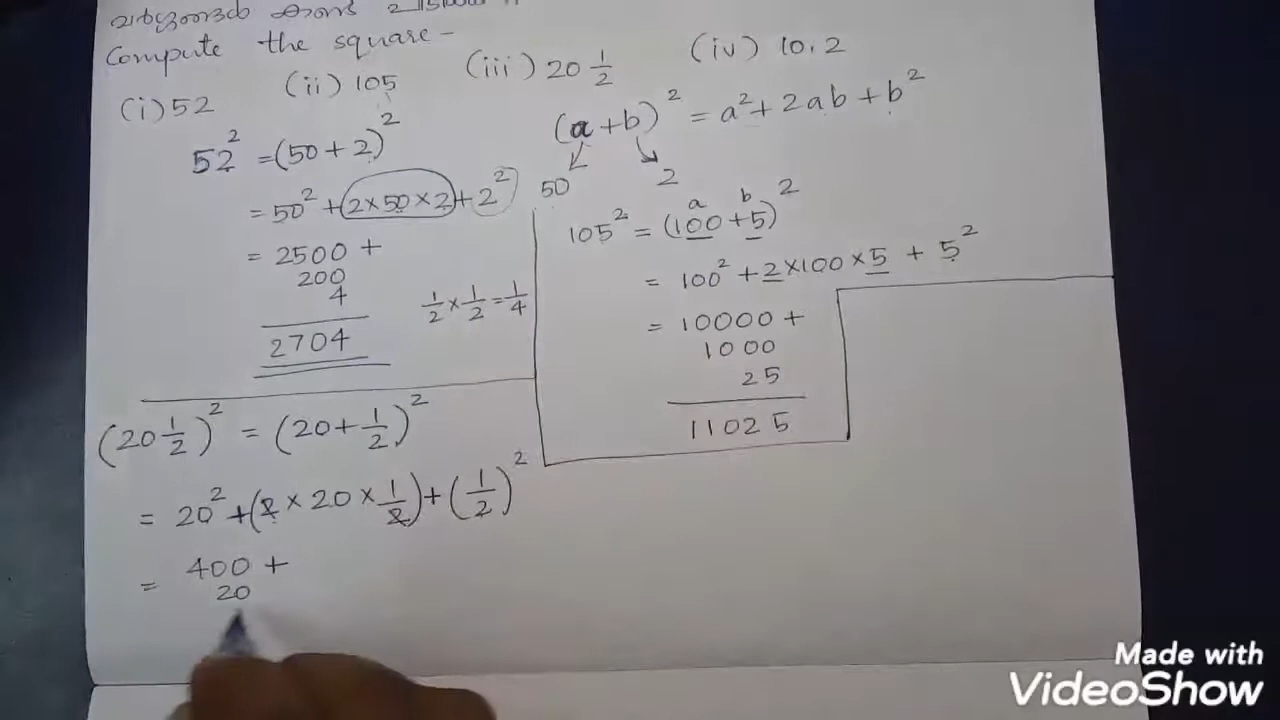 വർഗ്ഗങ്ങൾ കാണാൻ
Compute the square -
(i) 52 (ii) 105 (iii) 20 1/2 (iv) 10.2
52² = (50 + 2)²
= 50² + 2×50×2 + 2²
= 2500 +
200
4
2704
(a + b)² = a² + 2ab + b²
50 2
a b
105² = (100 + 5)²
= 100² + 2×100×5 + 5²
= 10000 +
1000
25
11025
1/2 × 1/2 = 1/4
(20 1/2)² = (20 + 1/2)²
= 20² + (2 × 20 × 1/2) + (1/2)²
= 400 +
20
Made with
VideoShow